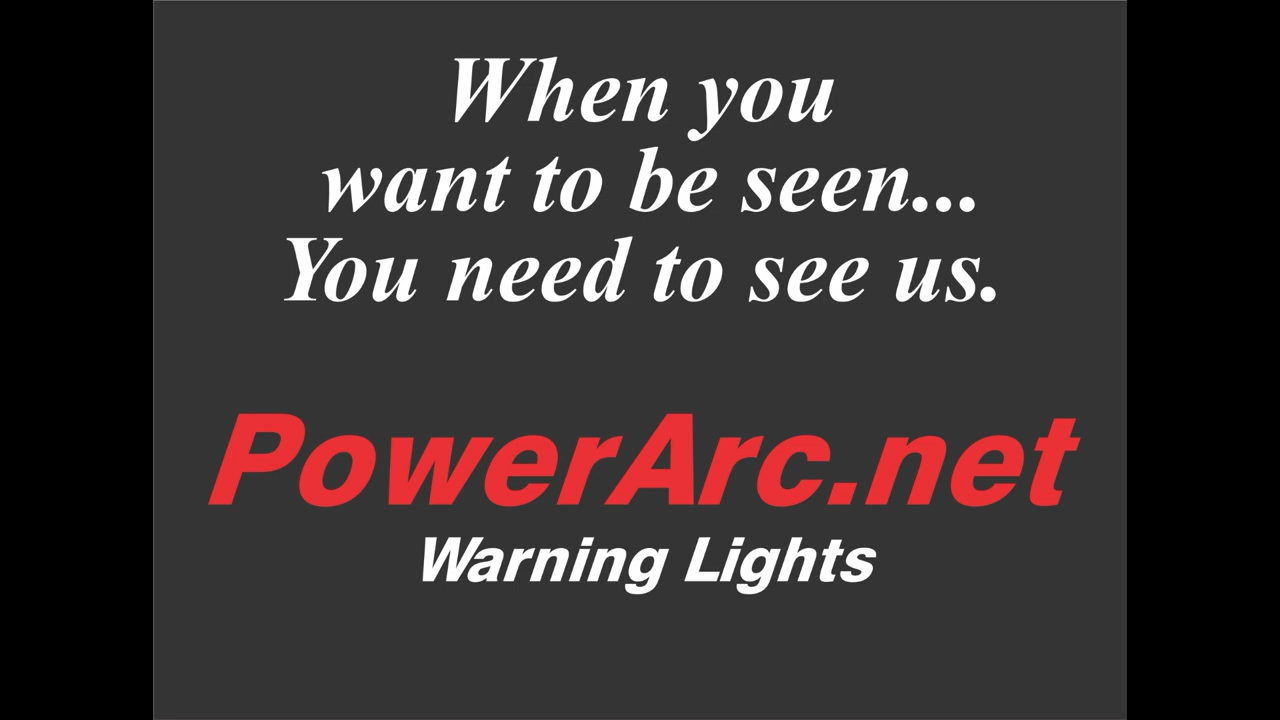 When you
want to be seen...
You need to see us.
PowerArc.net
Warning Lights